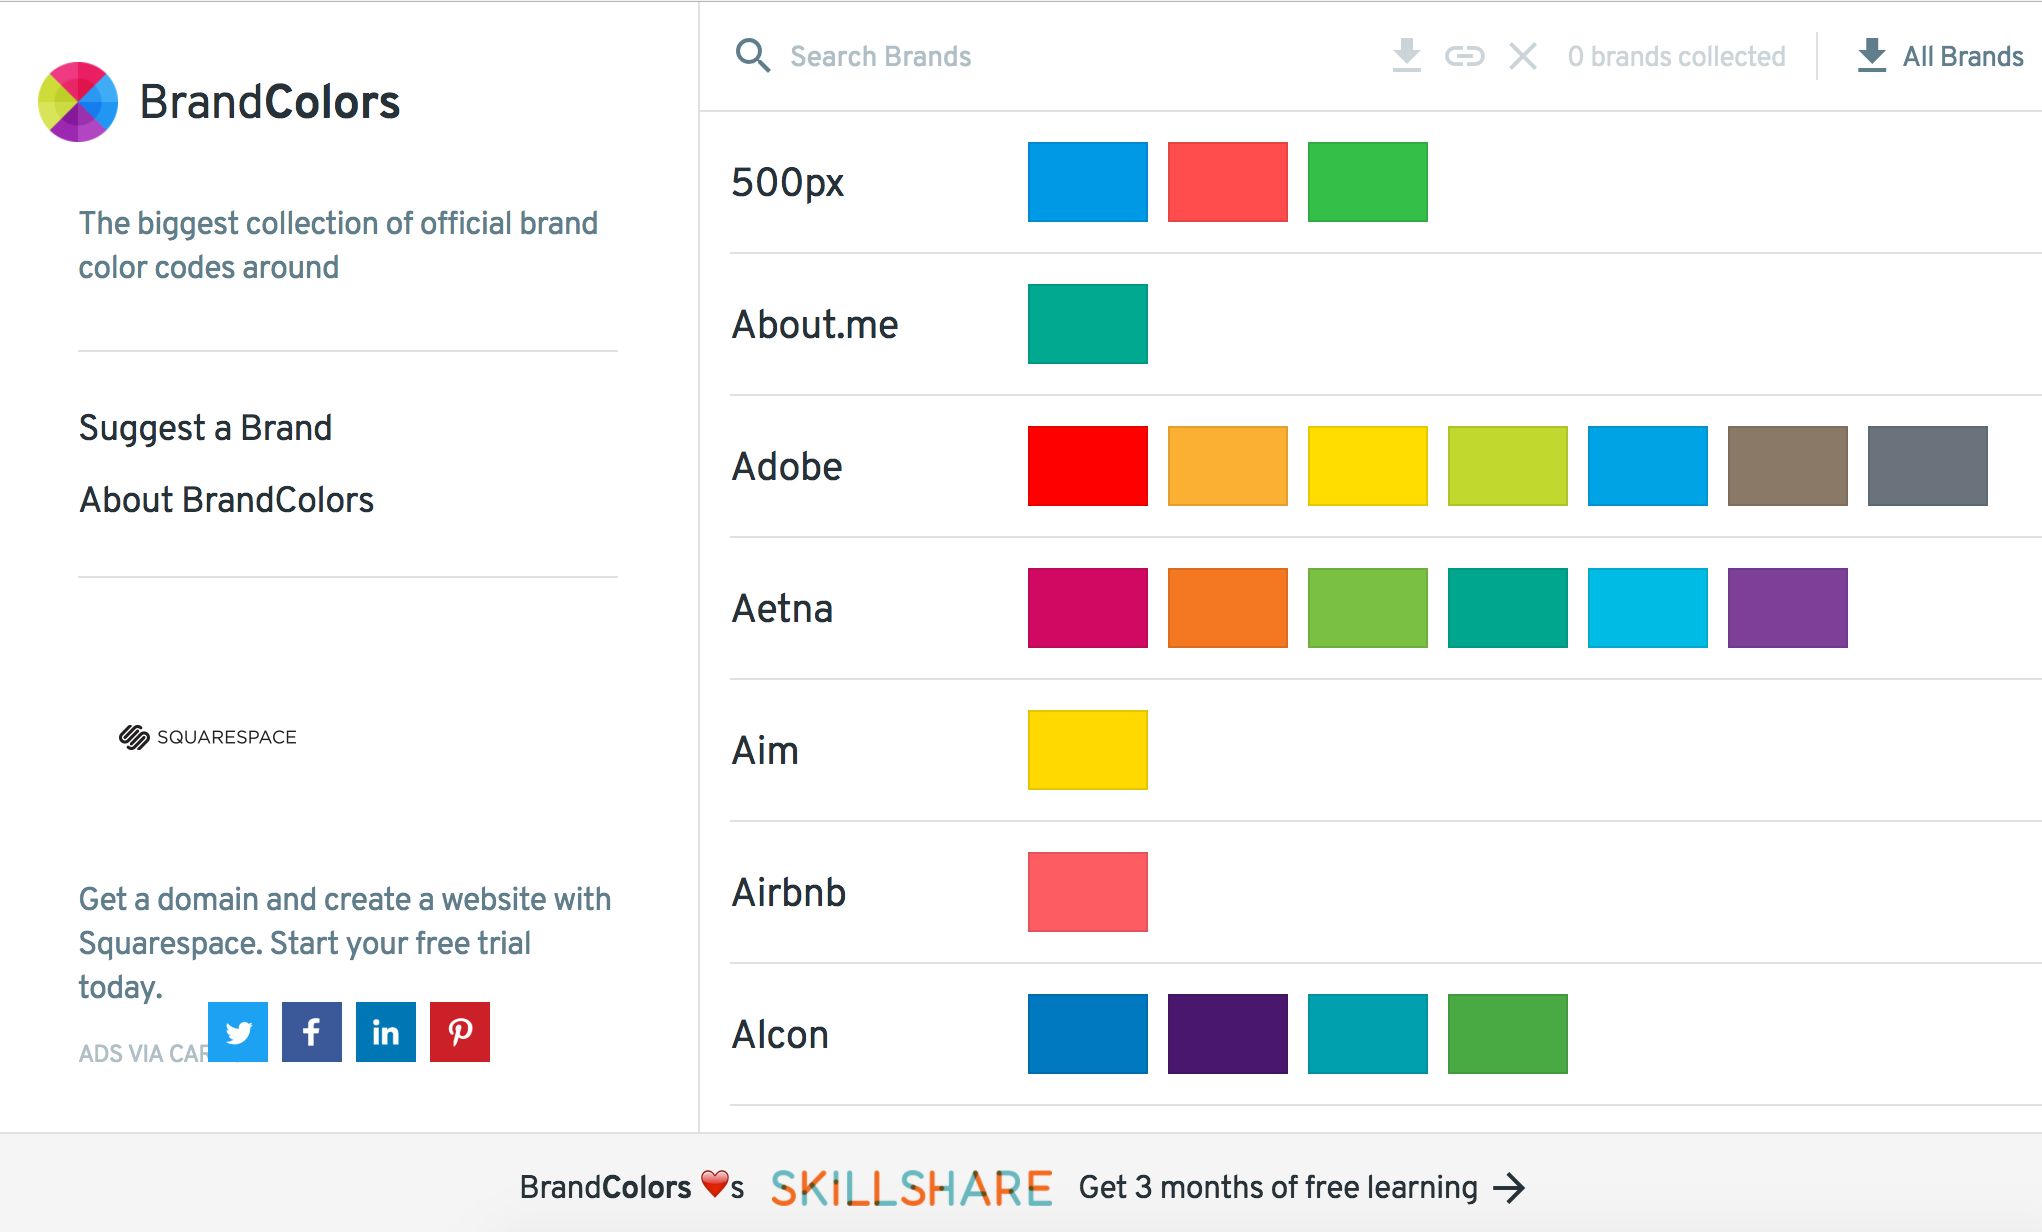 BrandColors
The biggest collection of official brand
color codes around
Suggest a Brand
About BrandColors
SQUARESPACE
Get a domain and create a website with
Squarespace. Start your free trial
today.
ADS VIA
Search Brands
0 brands collected
All Brands
500px
About.me
Adobe
Aetna
Aim
Airbnb
Alcon
BrandColors ❤️s SKILLSHARE Get 3 months of free learning →